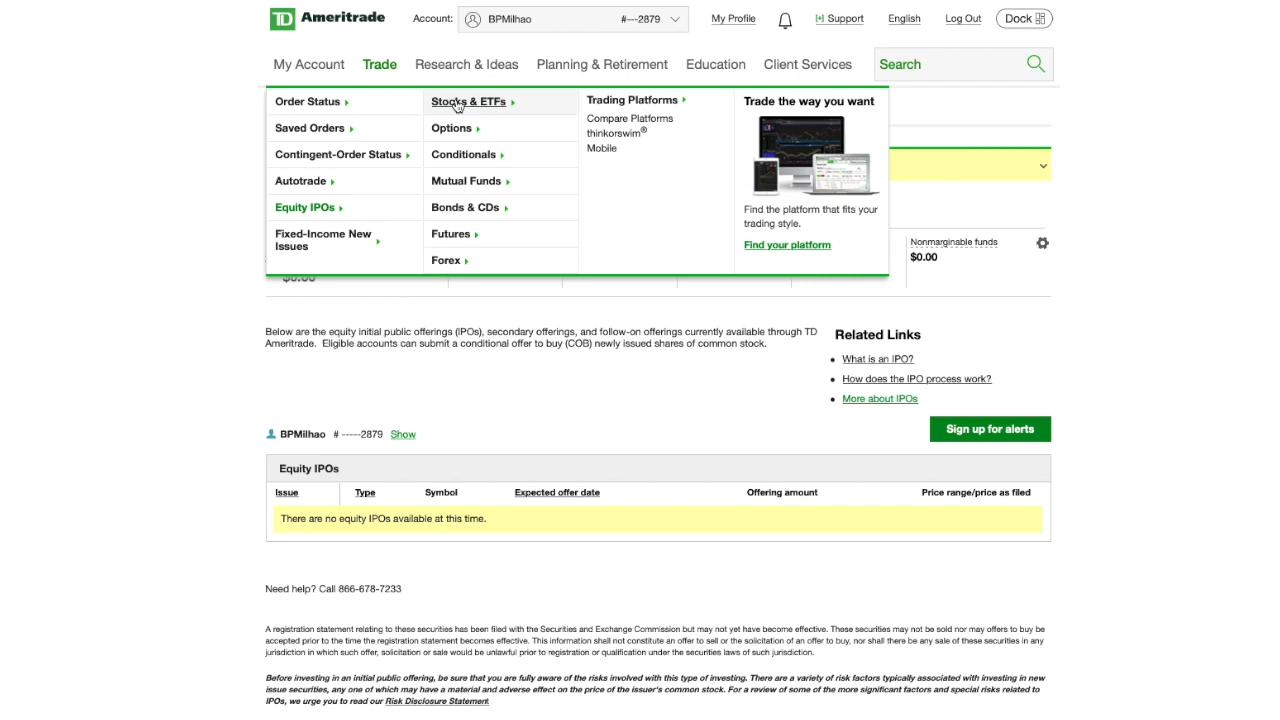 TD Ameritrade
Account: BPMilhao #---2879
My Profile
Support
English
Log Out
Dock
My Account Trade Research & Ideas Planning & Retirement Education Client Services Search
Order Status
Saved Orders
Contingent-Order Status
Autotrade
Equity IPOs
Fixed-Income New
Issues
Stocks & ETFs
Options
Conditionals
Mutual Funds
Bonds & CDs
Futures
Forex
Trading Platforms
Compare Platforms
thinkorswim®
Mobile
Trade the way you want
Find the platform that fits your
trading style.
Find your platform
Nonmarginable funds
$0.00
$0.00
Below are the equity initial public offerings (IPOs), secondary offerings, and follow-on offerings currently available through TD
Ameritrade. Eligible accounts can submit a conditional offer to buy (COB) newly issued shares of common stock.
Related Links
What is an IPO?
How does the IPO process work?
More about IPOs
BPMilhao # -----2879 Show
Sign up for alerts
Equity IPOs
Issue Type Symbol Expected offer date Offering amount Price range/price as filed
There are no equity IPOs available at this time.
Need help? Call 866-678-7233
A registration statement relating to these securities has been filed with the Securities and Exchange Commission but may not yet have become effective. These securities may not be sold nor may offers to buy be
accepted prior to the time the registration statement becomes effective. This information shall not constitute an offer to sell or the solicitation of an offer to buy, nor shall there be any sale of these securities in any
jurisdiction in which such offer, solicitation or sale would be unlawful prior to registration or qualification under the securities laws of such jurisdiction.
Before investing in an initial public offering, be sure that you are fully aware of the risks involved with this type of investing. There are a variety of risk factors typically associated with investing in new
issue securities, any one of which may have a material and adverse effect on the price of the issuer's common stock. For a review of some of the more significant factors and special risks related to
IPOs, we urge you to read our Risk Disclosure Statement.